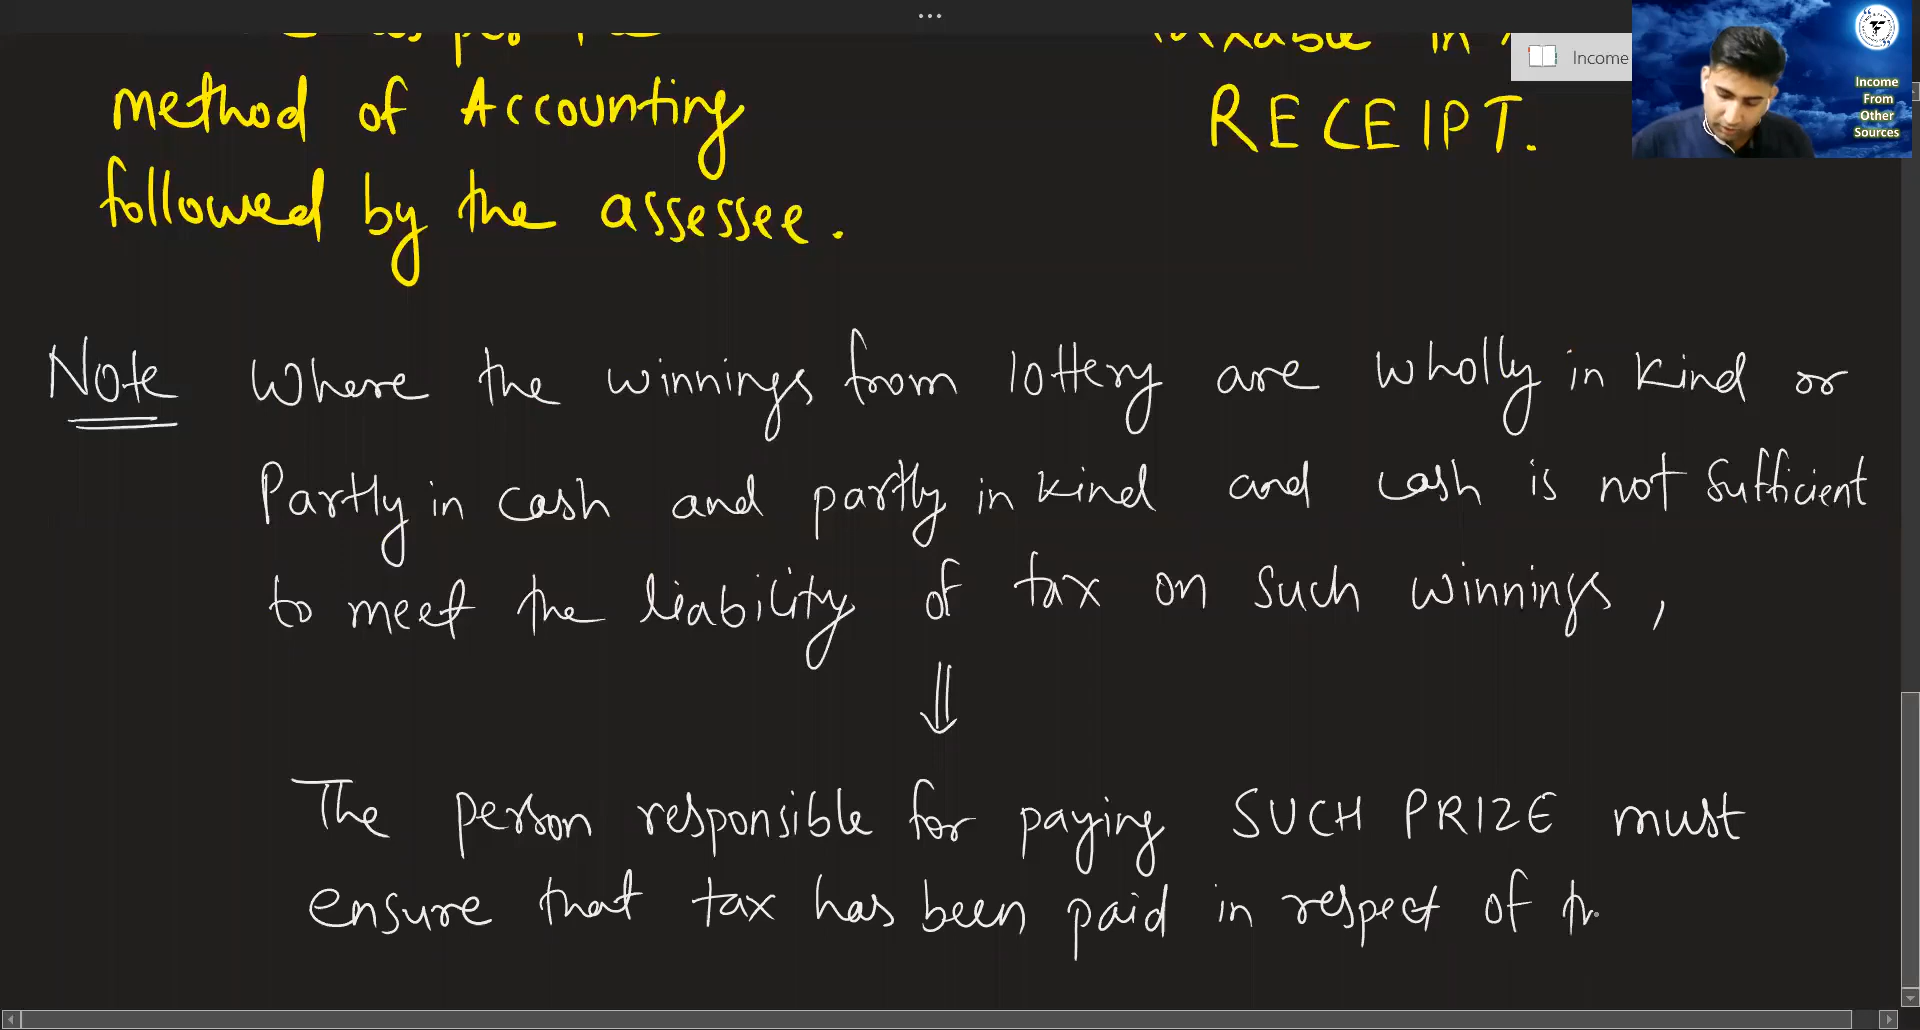 ...
taxable in
Income
method of Accounting
RECEIPT.
followed by the assessee.
Income
From
Other
Sources
Note Where the winnings from lottery are wholly in kind or
Partly in cash and partly in kind and cash is not sufficient
to meet the liability of tax on such winnings,
⇓
The person responsible for paying SUCH PRIZE must
ensure that tax has been paid in respect of